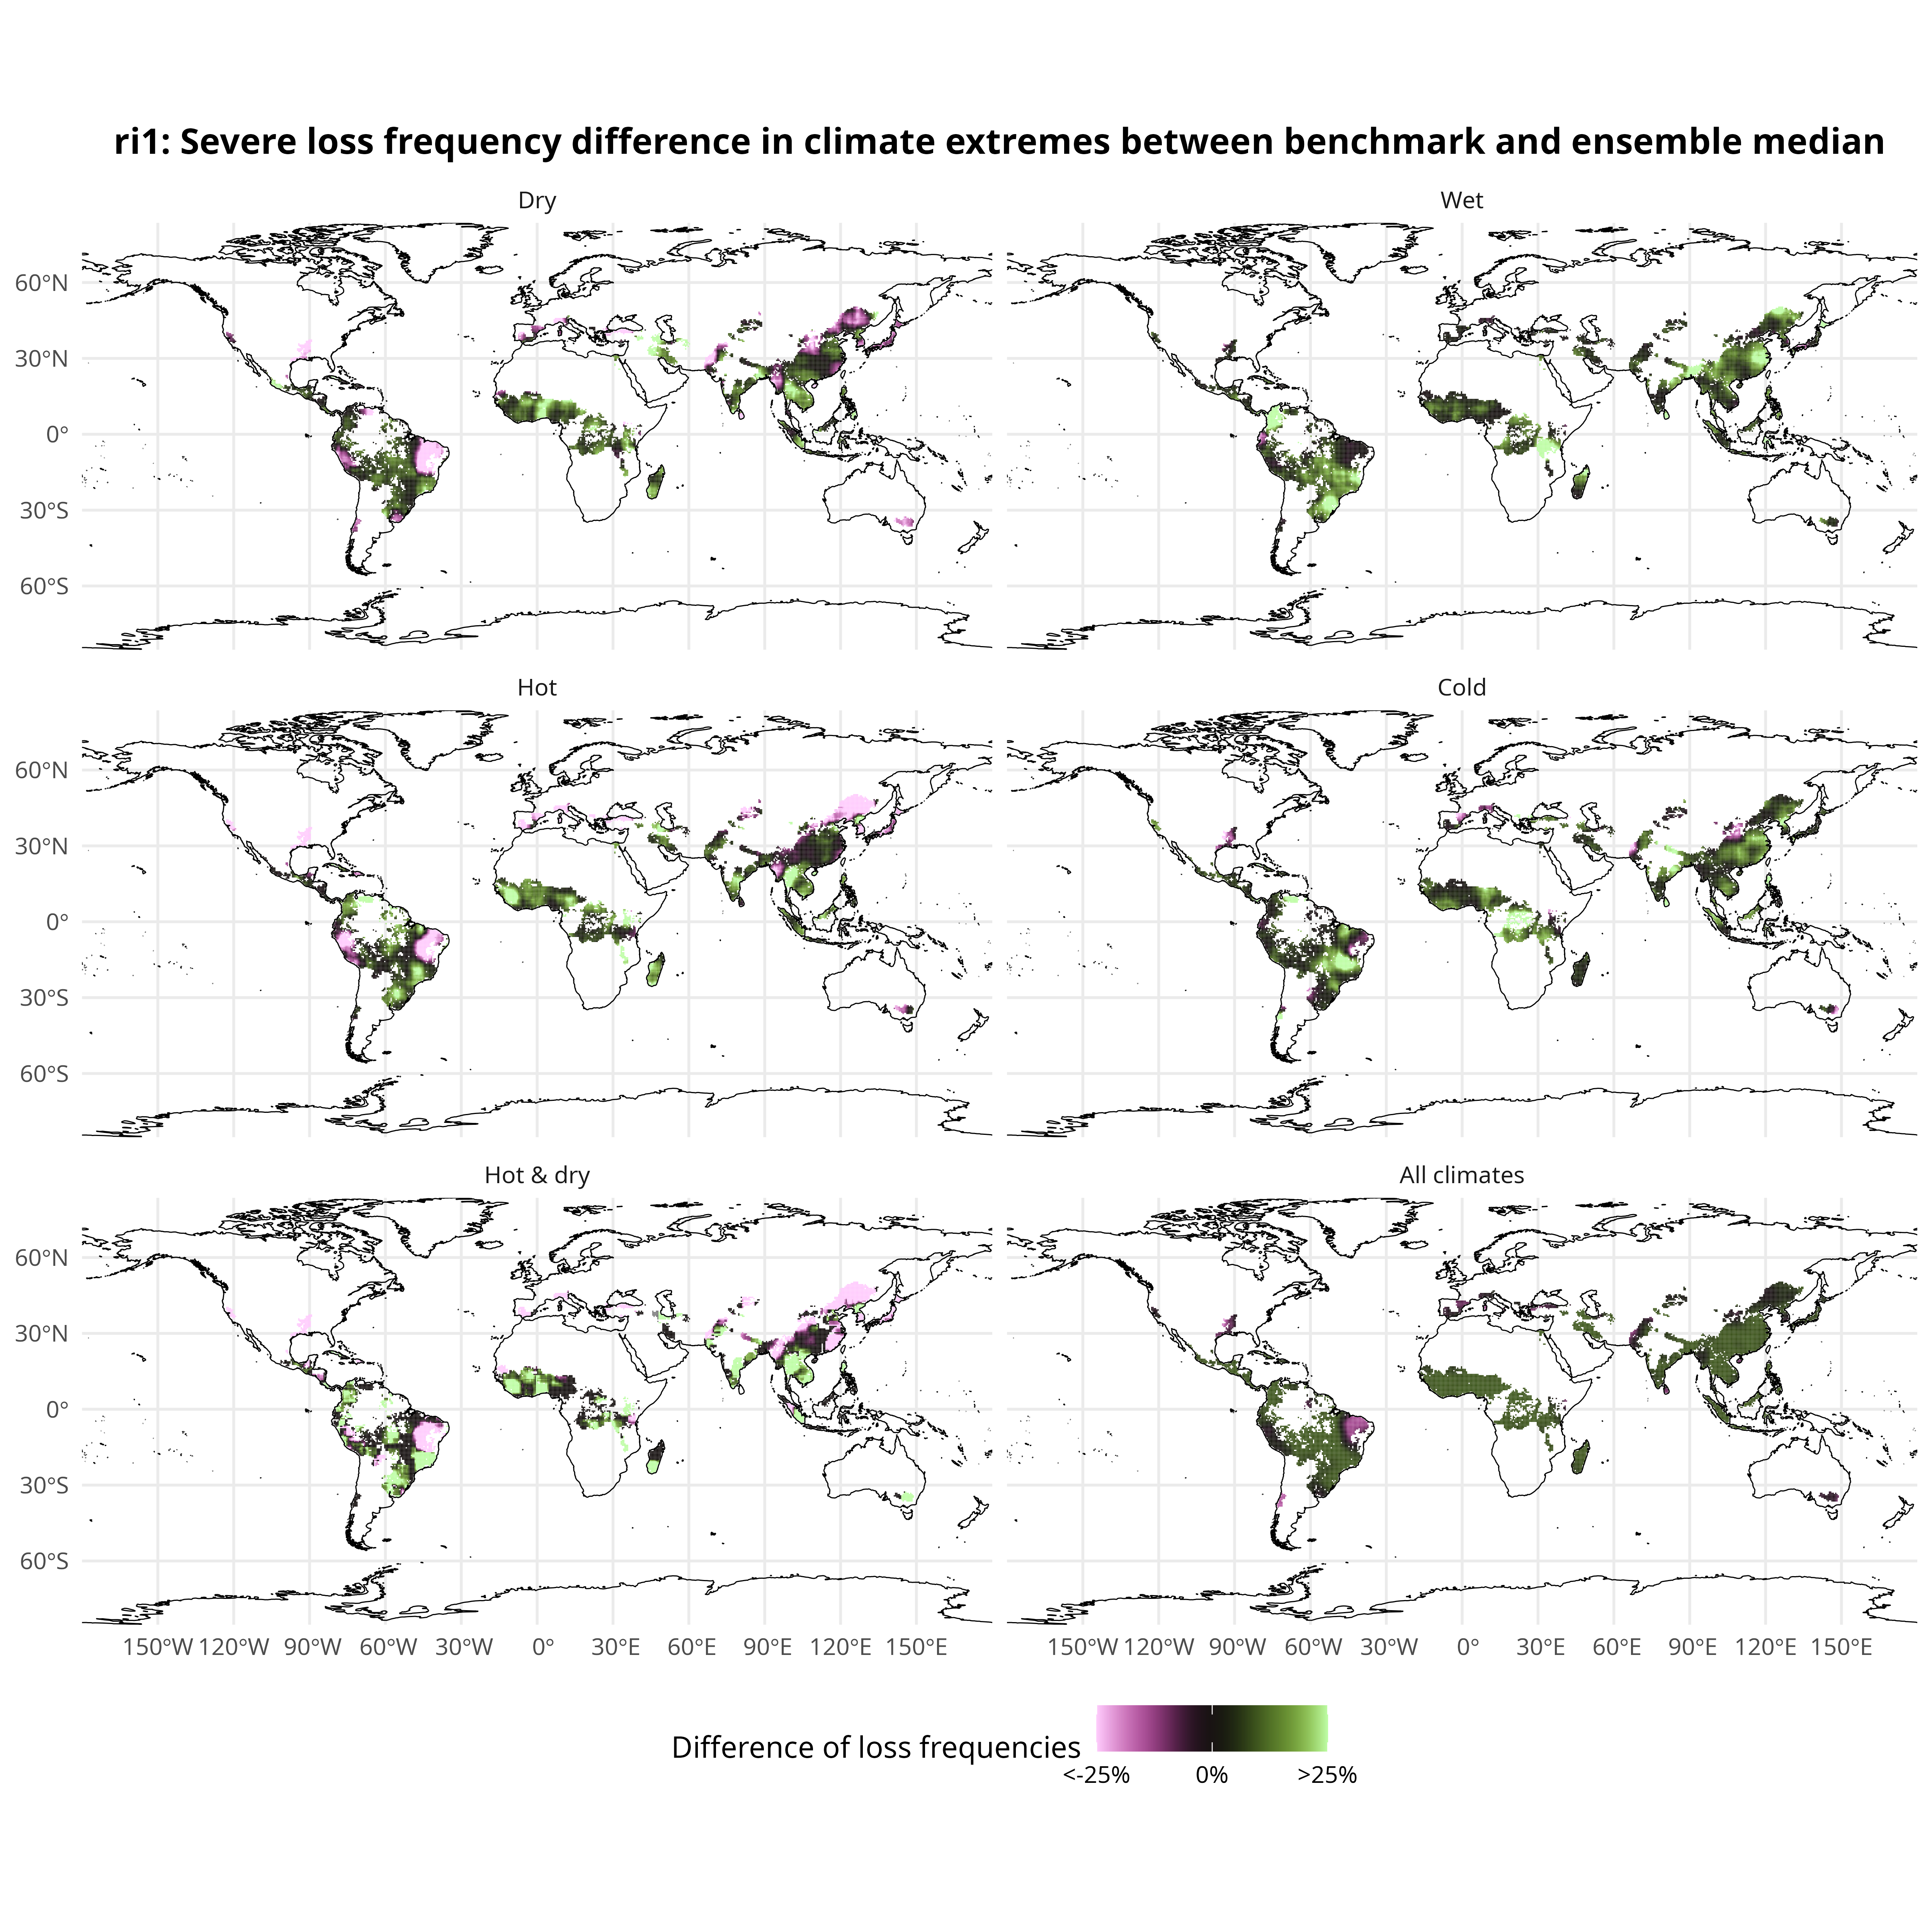 ri1: Severe loss frequency difference in climate extremes between benchmark and ensemble median
Dry
Wet
60°N
30°N
0°
30°S
60°S
Hot
Cold
60°N
30°N
0°
30°S
60°S
Hot & dry
All climates
60°N
30°N
0°
30°S
60°S
150°W 120°W 90°W 60°W 30°W 0° 30°E 60°E 90°E 120°E 150°E
150°W 120°W 90°W 60°W 30°W 0° 30°E 60°E 90°E 120°E 150°E
Difference of loss frequencies
<-25% 0% >25%